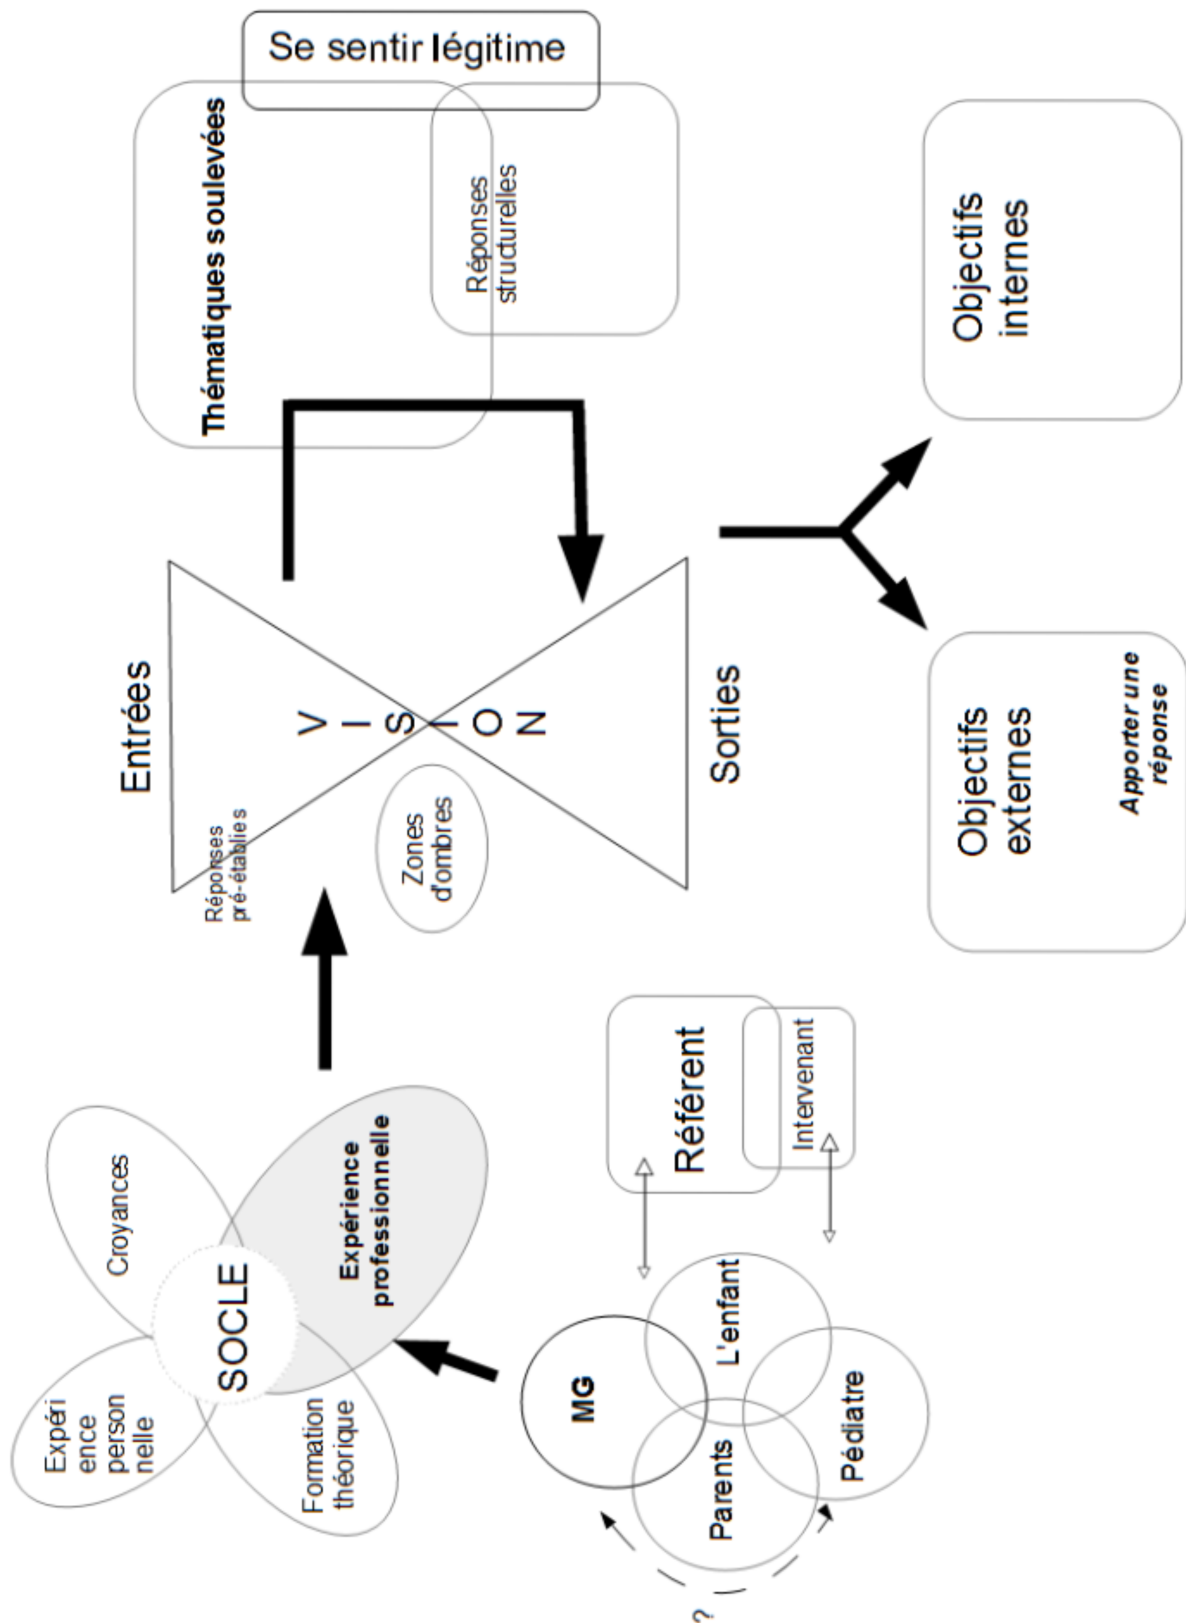 Expéri
ence
person
nelle
Croyances
SOCLE
Formation
théorique
Expérience
professionnelle
Entrées
Réponses
pré-établies
V
I
S
I
O
N
Zones
d'ombres
Sorties
Thématiques soulevées
Se sentir légitime
Réponses
structurelles
MG
Parents
L'enfant
Pédiatre
?
Référent
Intervenant
Objectifs
externes
Apporter une
réponse
Objectifs
internes